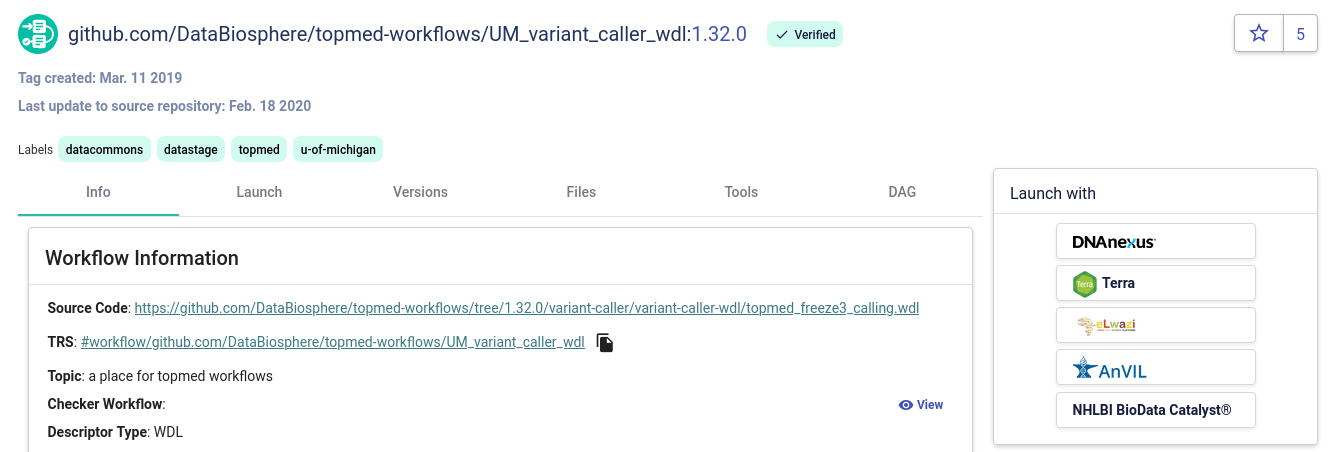 github.com/DataBiosphere/topmed-workflows/UM_variant_caller_wdl:1.32.0 Verified 5
Tag created: Mar. 11 2019
Last update to source repository: Feb. 18 2020
Labels datacommons datastage topmed u-of-michigan
Info Launch Versions Files Tools DAG
Workflow Information
Source Code: https://github.com/DataBiosphere/topmed-workflows/tree/1.32.0/variant-caller/variant-caller-wdl/topmed_freeze3_calling.wdl
TRS: #workflow/github.com/DataBiosphere/topmed-workflows/UM_variant_caller_wdl
Topic: a place for topmed workflows
Checker Workflow: View
Descriptor Type: WDL
Launch with
DNAnexus
Terra Terra
eLwazi
AnVIL
NHLBI BioData Catalyst®